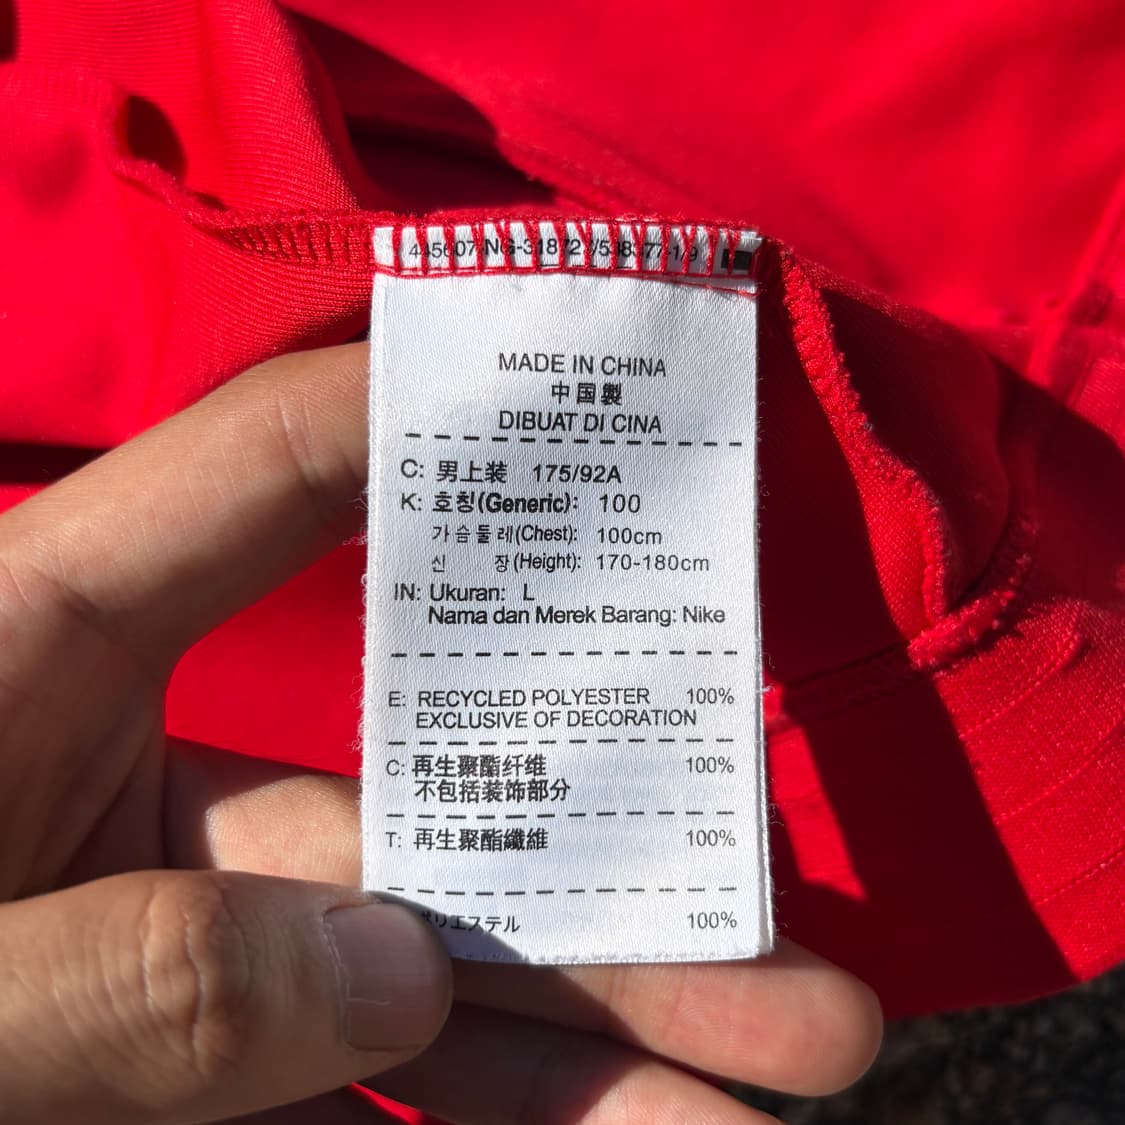 MADE IN CHINA
中国製
DIBUAT DI CINA
C: 男上装 175/92A
K: 호칭(Generic): 100
가슴둘레(Chest): 100cm
신 장(Height): 170-180cm
IN: Ukuran: L
Nama dan Merek Barang: Nike
E: RECYCLED POLYESTER 100%
EXCLUSIVE OF DECORATION
C: 再生聚酯纤维 100%
不包括装饰部分
T: 再生聚酯纖維 100%
ポリエステル 100%